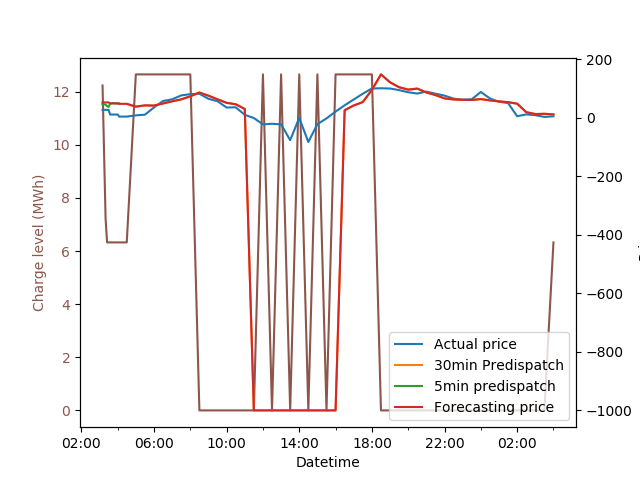 12
10
8
6
4
2
0
Charge level (MWh)
200
0
−200
−400
−600
−800
−1000
Actual price
30min Predispatch
5min predispatch
Forecasting price
02:00 06:00 10:00 14:00 18:00 22:00 02:00
Datetime